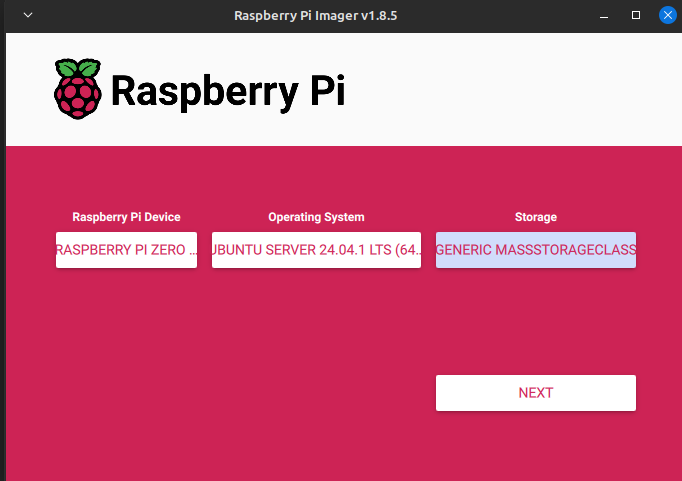 Raspberry Pi Imager v1.8.5
Raspberry Pi
Raspberry Pi Device
Operating System
Storage
RASPBERRY PI ZERO ...
UBUNTU SERVER 24.04.1 LTS (64...
GENERIC MASSSTORAGECLASS
NEXT